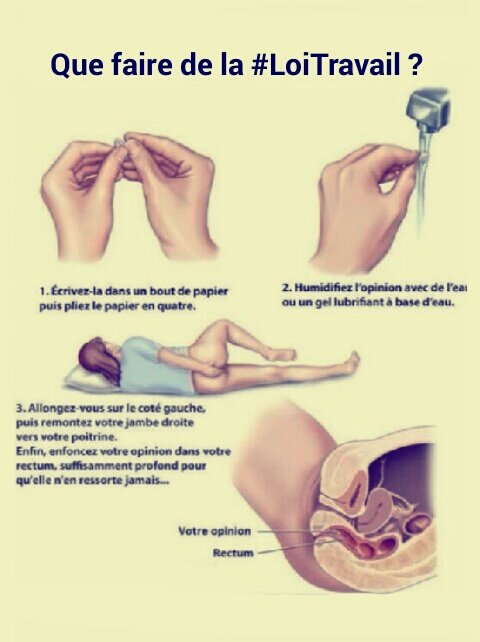 Que faire de la #LoiTravail ?
1. Écrivez-la dans un bout de papier
puis pliez le papier en quatre.
2. Humidifiez l'opinion avec de l'eau
ou un gel lubrifiant à base d'eau.
3. Allongez-vous sur le coté gauche,
puis remontez votre jambe droite
vers votre poitrine.
Enfin, enfoncez votre opinion dans votre
rectum, suffisamment profond pour
qu'elle n'en ressorte jamais...
Votre opinion
Rectum